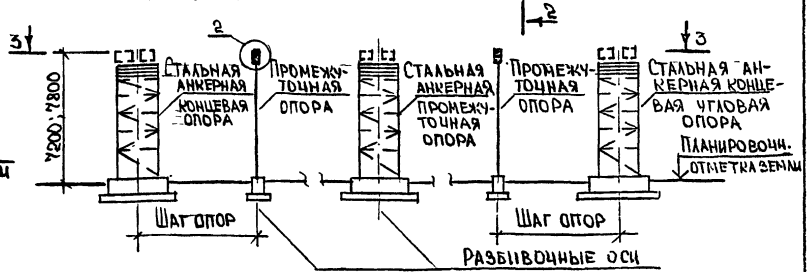 2
2
3
3
СТАЛЬНАЯ
АНКЕРНАЯ
КОНЦЕВАЯ
ОПОРА
ПРОМЕЖУ-
ТОЧНАЯ
ОПОРА
СТАЛЬНАЯ
АНКЕРНАЯ
ПРОМЕЖУ-
ТОЧНАЯ
ОПОРА
ПРОМЕЖУ-
ТОЧНАЯ
ОПОРА
СТАЛЬНАЯ АН-
КЕРНАЯ КОНЦЕ-
ВАЯ УГЛОВАЯ
ОПОРА
7200; 7800
ПЛАНИРОВОЧН.
ОТМЕТКА ЗЕМЛИ
ШАГ ОПОР
ШАГ ОПОР
РАЗБИВОЧНЫЕ ОСИ